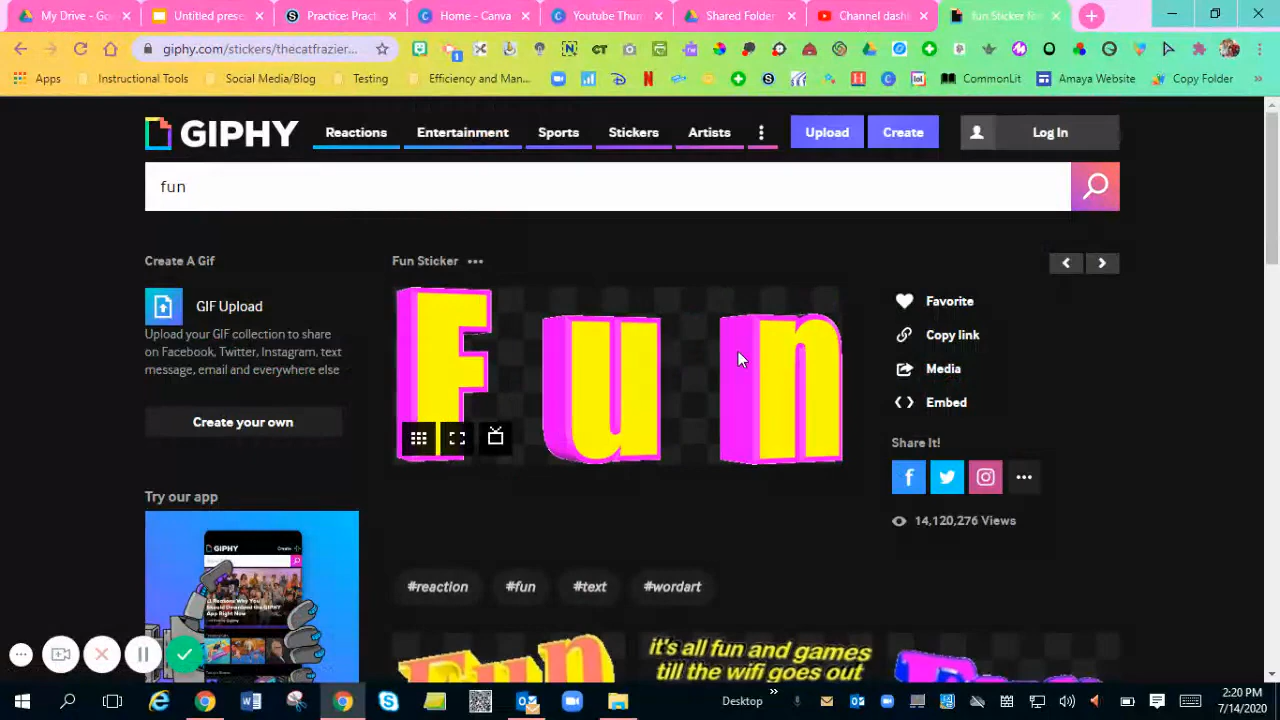 My Drive - Go
Untitled pres
Practice: Prac
Home - Canva
Youtube Thun
Shared Folder
Channel dash
fun Sticker
giphy.com/stickers/thecatfrazier...
Apps
Instructional Tools
Social Media/Blog
Testing
Efficiency and Man...
CommonLit
Amaya Website
Copy Folder
GIPHY
Reactions
Entertainment
Sports
Stickers
Artists
Upload
Create
Log In
fun
Create A Gif
GIF Upload
Upload your GIF collection to share
on Facebook, Twitter, Instagram, text
message, email and everywhere else
Create your own
Try our app
GIPHY
Fun Sticker
Fun
Favorite
Copy link
Media
Embed
Share It!
14,120,276 Views
#reaction
#fun
#text
#wordart
Fun
it's all fun and games
till the wifi goes out
Desktop
2:20 PM
7/14/2020